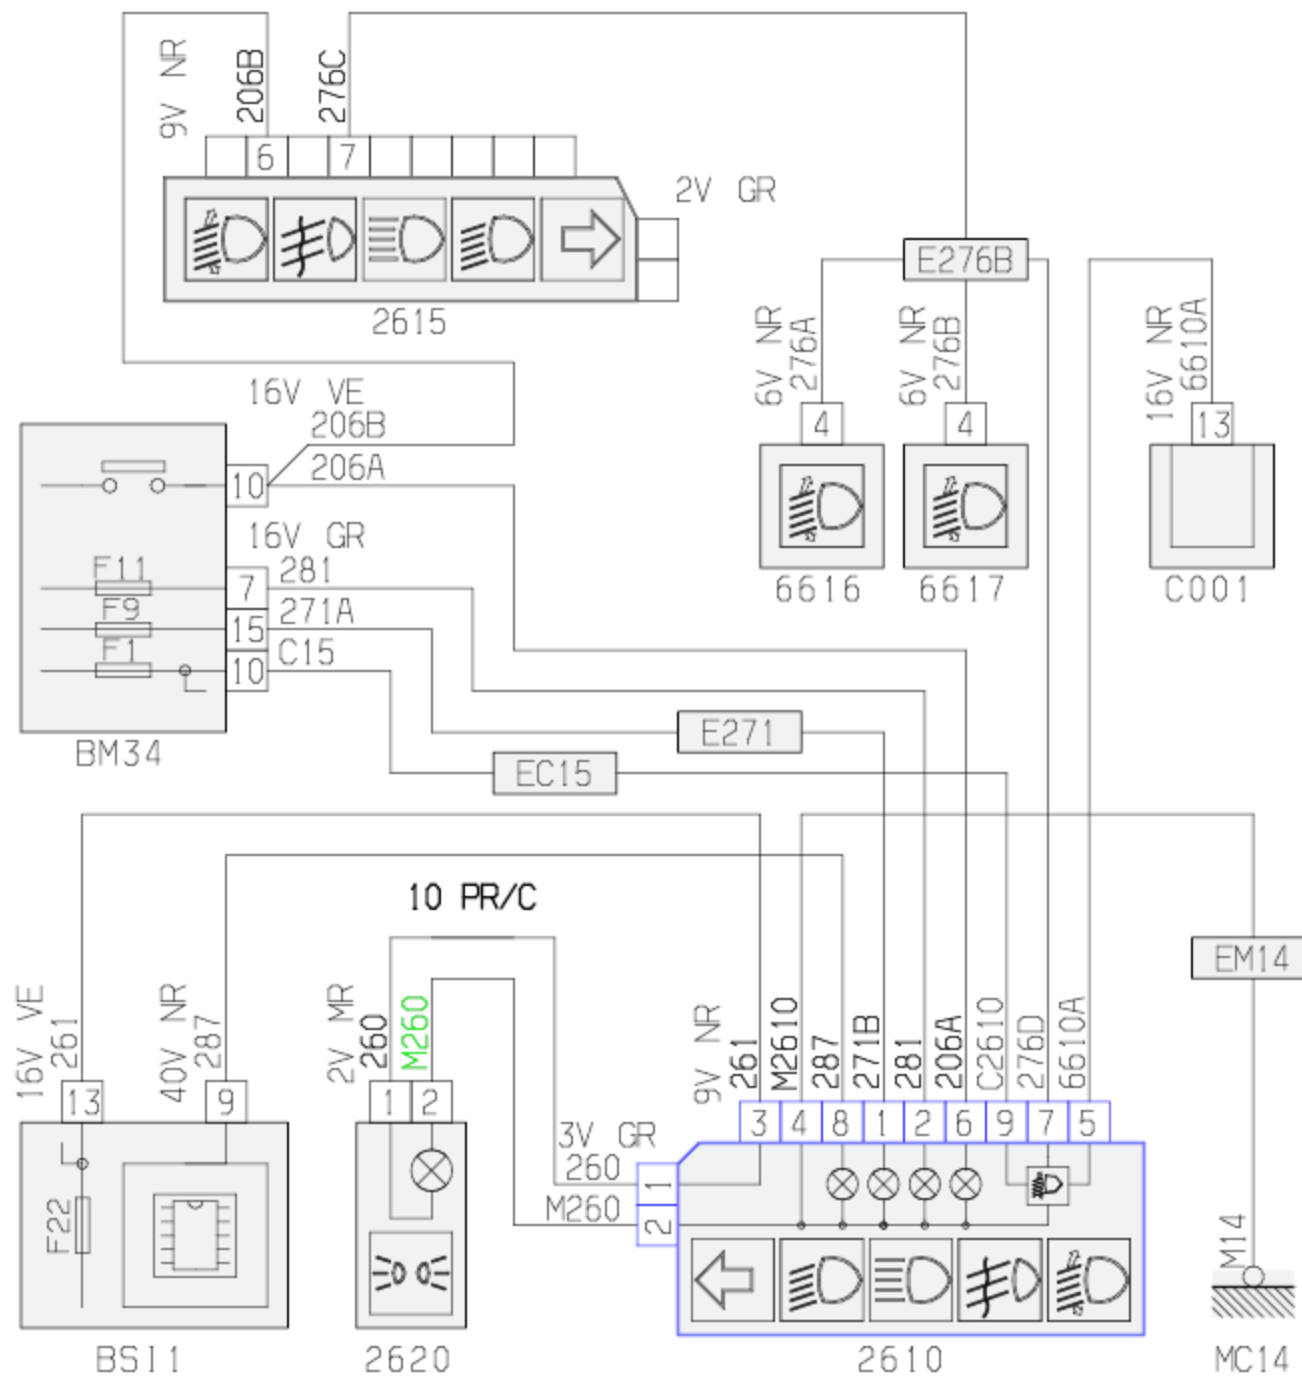 9V NR
206B
276C
6
7
2V GR
2615
E276B
6V NR
276A
6V NR
276B
16V NR
6610A
4
4
13
6616
6617
C001
16V VE
206B
206A
10
16V GR
F11
7
281
F9
15
271A
F1
10
C15
BM34
E271
EC15
10 PR/C
EM14
16V VE
261
40V NR
287
2V MR
260
M260
9V NR
261
M2610
287
271B
281
206A
C2610
276D
6610A
13
9
1
2
3
4
8
1
2
6
9
7
5
3V GR
260
1
M260
2
F22
M14
BSI1
2620
2610
MC14